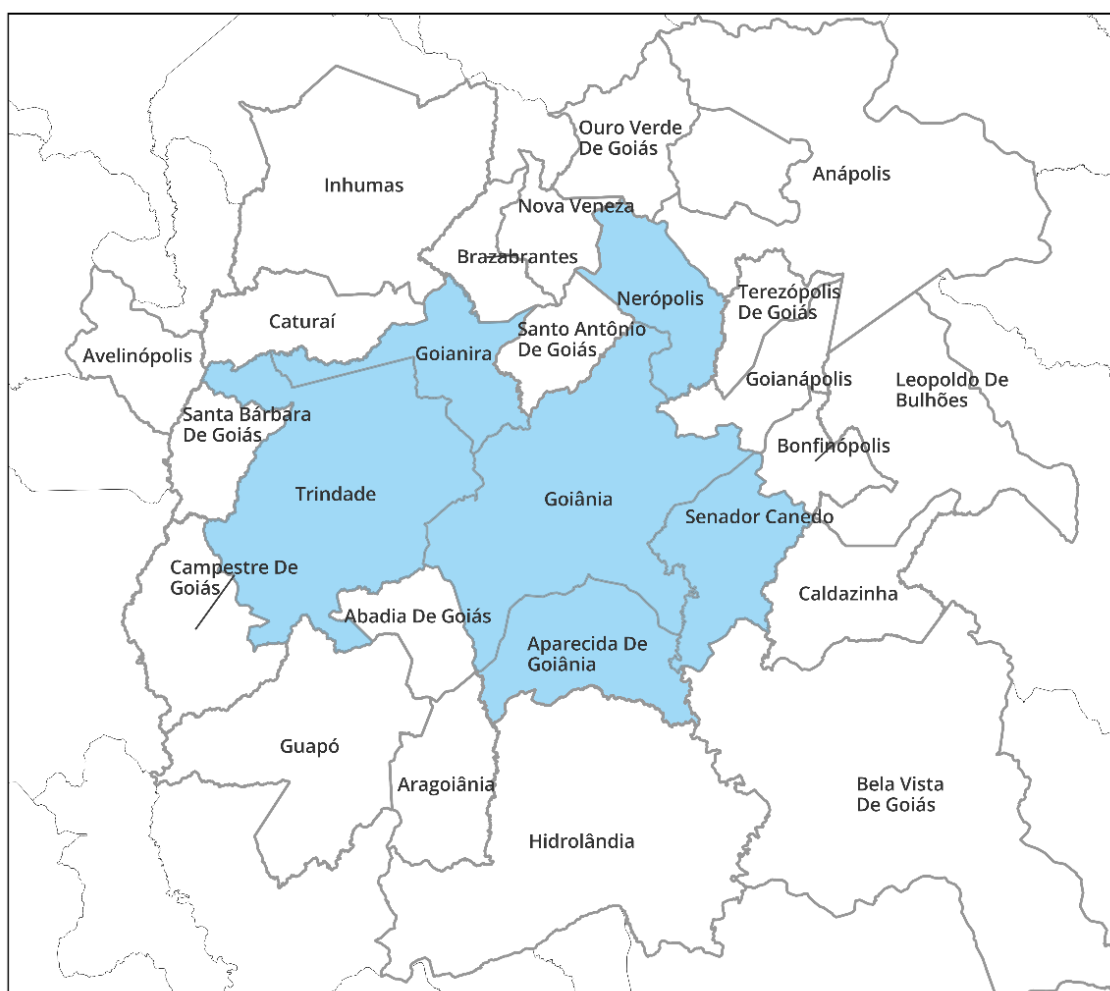 Ouro Verde
De Goiás
Anápolis
Inhumas
Nova Veneza
Brazabrantes
Nerópolis
Terezópolis
De Goiás
Caturaí
Santo Antônio
De Goiás
Goianira
Avelinópolis
Goianápolis
Leopoldo De
Bulhões
Santa Bárbara
De Goiás
Bonfinópolis
Trindade
Goiânia
Senador Canedo
Campestre De
Goiás
Caldazinha
Abadia De Goiás
Aparecida De
Goiânia
Guapó
Aragoiânia
Bela Vista
De Goiás
Hidrolândia